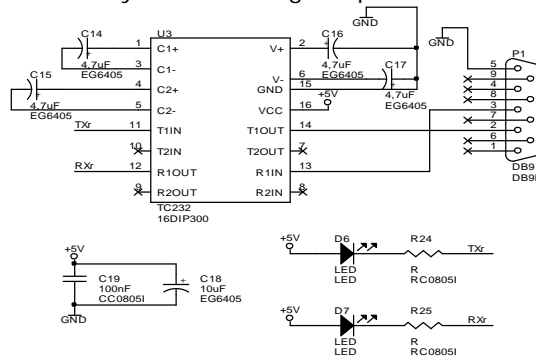 C14
4,7uF
EG6405
C15
4,7uF
EG6405
TXr
RXr
U3
1 C1+
3 C1-
4 C2+
5 C2-
11 T1IN
10 T2IN
12 R1OUT
9 R2OUT
V+ 2
V- 6
GND 15
VCC 16
T1OUT 14
T2OUT 7
R1IN 13
R2IN 8
TC232
16DIP300
GND
C16
4,7uF
EG6405
C17
4,7uF
EG6405
+5V
GND
P1
5
9
4
8
3
7
2
6
1
DB9
+5V
C19
100nF
CC0805I
C18
10uF
EG6405
GND
+5V
D6
LED
LED
R24
R
RC0805I
TXr
+5V
D7
LED
LED
R25
R
RC0805I
RXr